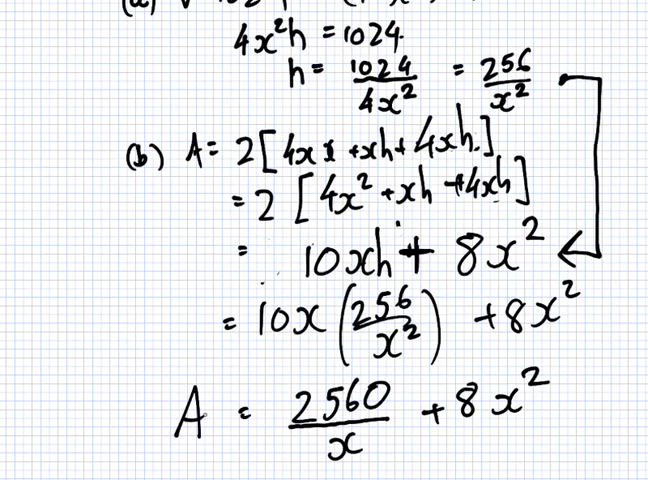 4x²h = 1024
h = 1024/4x² = 256/x²
(b) A = 2[4x x + xh + 4xh.]
= 2 [4x² + xh + 4xh]
= 10xh + 8x²
= 10x (256/x²) + 8x²
A = 2560/x + 8x²